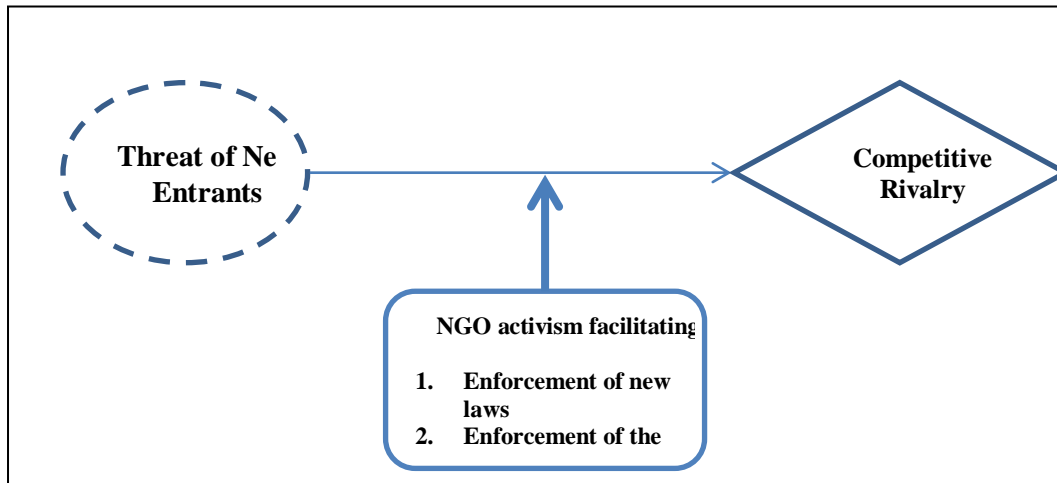 Threat of Ne
Entrants
Competitive
Rivalry
NGO activism facilitating
1. Enforcement of new
laws
2. Enforcement of the